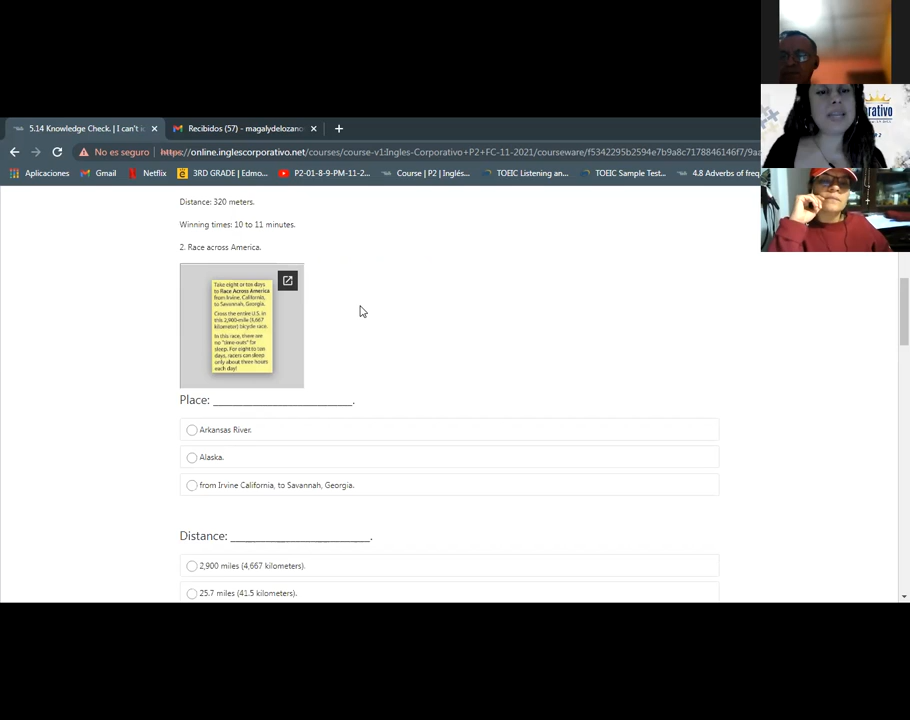 5.14 Knowledge Check. | I can't i
Recibidos (57) - magalydelozano
No es seguro
https://online.inglescorporativo.net/courses/course-v1:Ingles-Corporativo+P2+FC-11-2021/courseware/f5342295b2594e7b9a8c7178846146f7/9a
Aplicaciones
Gmail
Netflix
3RD GRADE | Edmo...
P2-01-8-9-PM-11-2...
Course | P2 | Inglés...
TOEIC Listening an...
TOEIC Sample Test...
4.8 Adverbs of freq
orativo
Distance: 320 meters.
Winning times: 10 to 11 minutes.
2. Race across America.
Take eight or ten days
to Race Across America
from Irvine, California,
to Savannah, Georgia.
Cross the entire U.S. in
this 2,900-mile (4,667
kilometer) bicycle race.
In this race, there are
no "time-outs" for
sleep. For eight to ten
days, racers can sleep
only about three hours
each day!
Place: ____________________.
Arkansas River.
Alaska.
from Irvine California, to Savannah, Georgia.
Distance: ____________________.
2,900 miles (4,667 kilometers).
25.7 miles (41.5 kilometers).